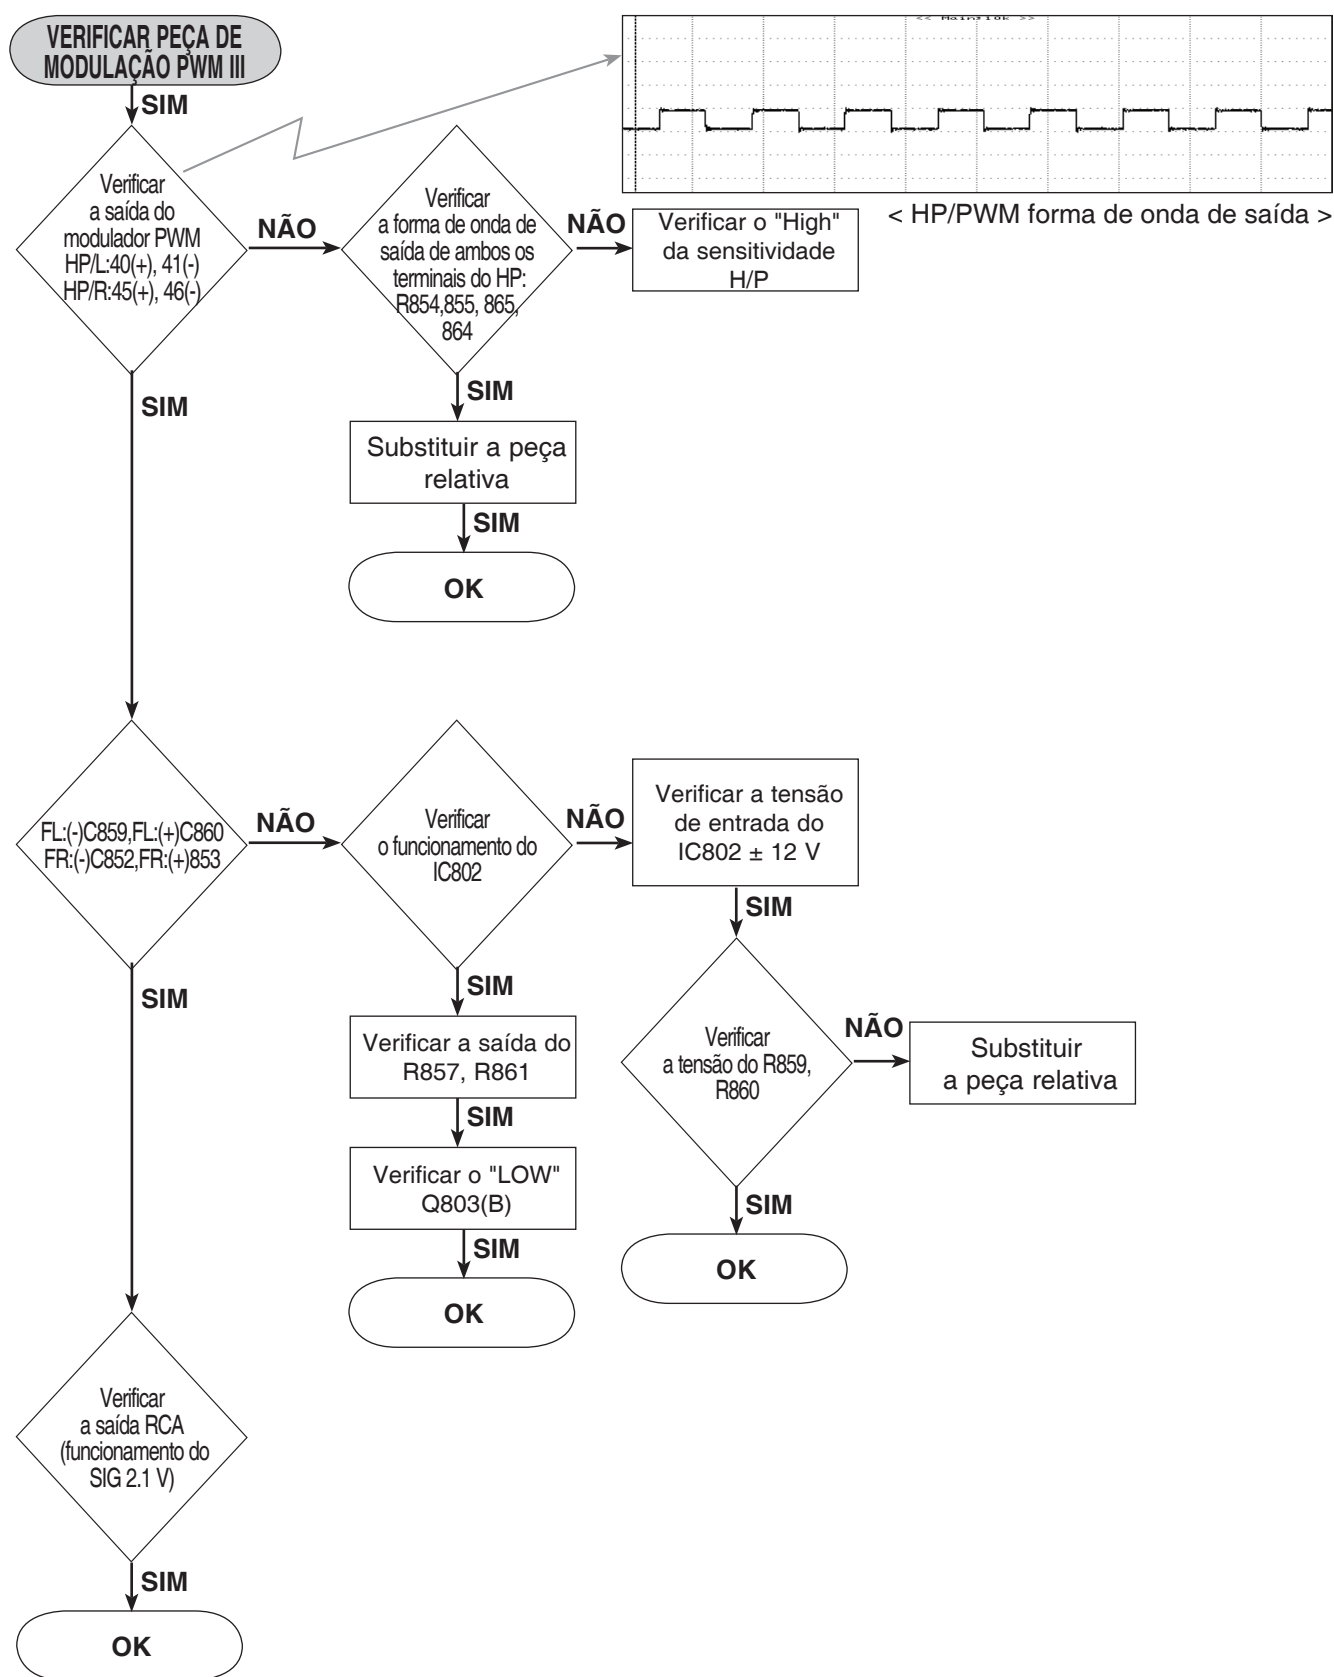 VERIFICAR PEÇA DE
MODULAÇÃO PWM III
<< Main:10k >>
SIM
Verificar
a saída do
modulador PWM
HP/L:40(+), 41(-)
HP/R:45(+), 46(-)
NÃO
Verificar
a forma de onda de
saída de ambos os
terminais do HP:
R854,855, 865,
864
NÃO
Verificar o "High"
da sensitividade
H/P
< HP/PWM forma de onda de saída >
SIM
SIM
Substituir a peça
relativa
SIM
OK
FL:(-)C859,FL:(+)C860
FR:(-)C852,FR:(+)853
NÃO
Verificar
o funcionamento do
IC802
NÃO
Verificar a tensão
de entrada do
IC802 ± 12 V
SIM
SIM
SIM
Verificar a saída do
R857, R861
Verificar
a tensão do R859,
R860
NÃO
Substituir
a peça relativa
SIM
Verificar o "LOW"
Q803(B)
SIM
SIM
OK
OK
Verificar
a saída RCA
(funcionamento do
SIG 2.1 V)
SIM
OK